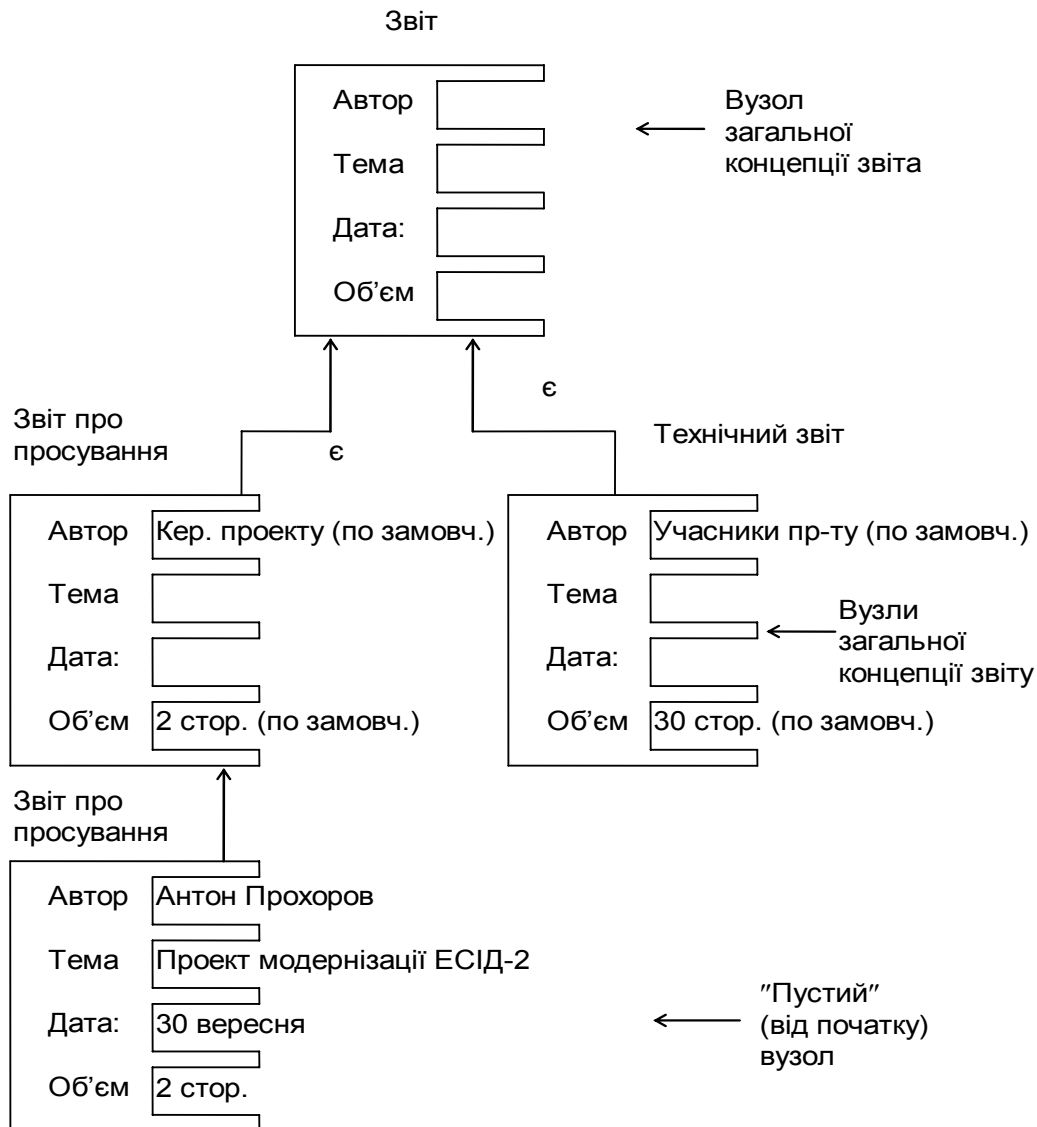 Звіт
Автор
Тема
Дата:
Об’єм
Вузол
загальної
концепції звіта
є
є
Звіт про
просування
Автор Кер. проекту (по замовч.)
Тема
Дата:
Об’єм 2 стор. (по замовч.)
Технічний звіт
Автор Учасники пр-ту (по замовч.)
Тема
Дата:
Об’єм 30 стор. (по замовч.)
Вузли
загальної
концепції звіту
Звіт про
просування
Автор Антон Прохоров
Тема Проект модернізації ЕСІД-2
Дата: 30 вересня
Об’єм 2 стор.
″Пустий″
(від початку)
вузол